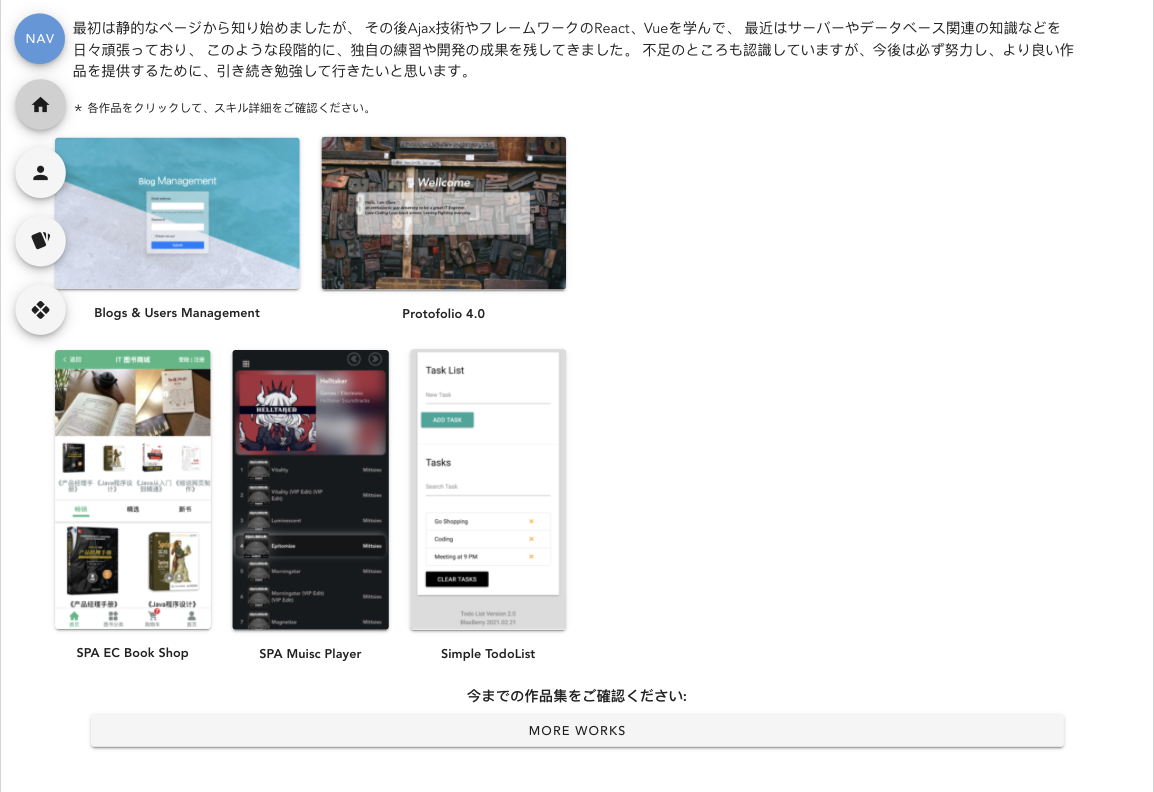 NAV
最初は静的なページから知り始めましたが、 その後Ajax技術やフレームワークのReact、Vueを学んで、 最近はサーバーやデータベース関連の知識などを
日々頑張っており、 このような段階的に、独自の練習や開発の成果を残してきました。 不足のところも認識していますが、今後は必ず努力し、より良い作
品を提供するために、引き続き勉強して行きたいと思います。
* 各作品をクリックして、スキル詳細をご確認ください。
Blog Management
Email address
Password
Submit
Wellcome
Blogs & Users Management
Protofolio 4.0
返回 IT 图书商城 登陆 | 注册
《产品经理手册》 《Java程序设计》 《Java从入门到精通》
畅销 精选 新书
《产品经理手册》 《Java程序设计》
首页 图书分类 购物车
Helltaker
Games / Electronic
Helltaker Soundtracks
HELLTAKER
1 Vitality Mittsies
2 Vitality (VIP Edit) (VIP Edit) Mittsies
3 Luminescent Mittsies
4 Epitomize Mittsies
5 Morningstar Mittsies
6 Morningstar (VIP Edit) (VIP Edit) Mittsies
7 Magnetise Mittsies
Task List
New Task
ADD TASK
Tasks
Search Task
Go Shopping
Coding
Meeting at 9 PM
CLEAR TASKS
Todo List Version 2.0
BlaxBerry 2021.02.21
SPA EC Book Shop
SPA Muisc Player
Simple TodoList
今までの作品集をご確認ください:
MORE WORKS